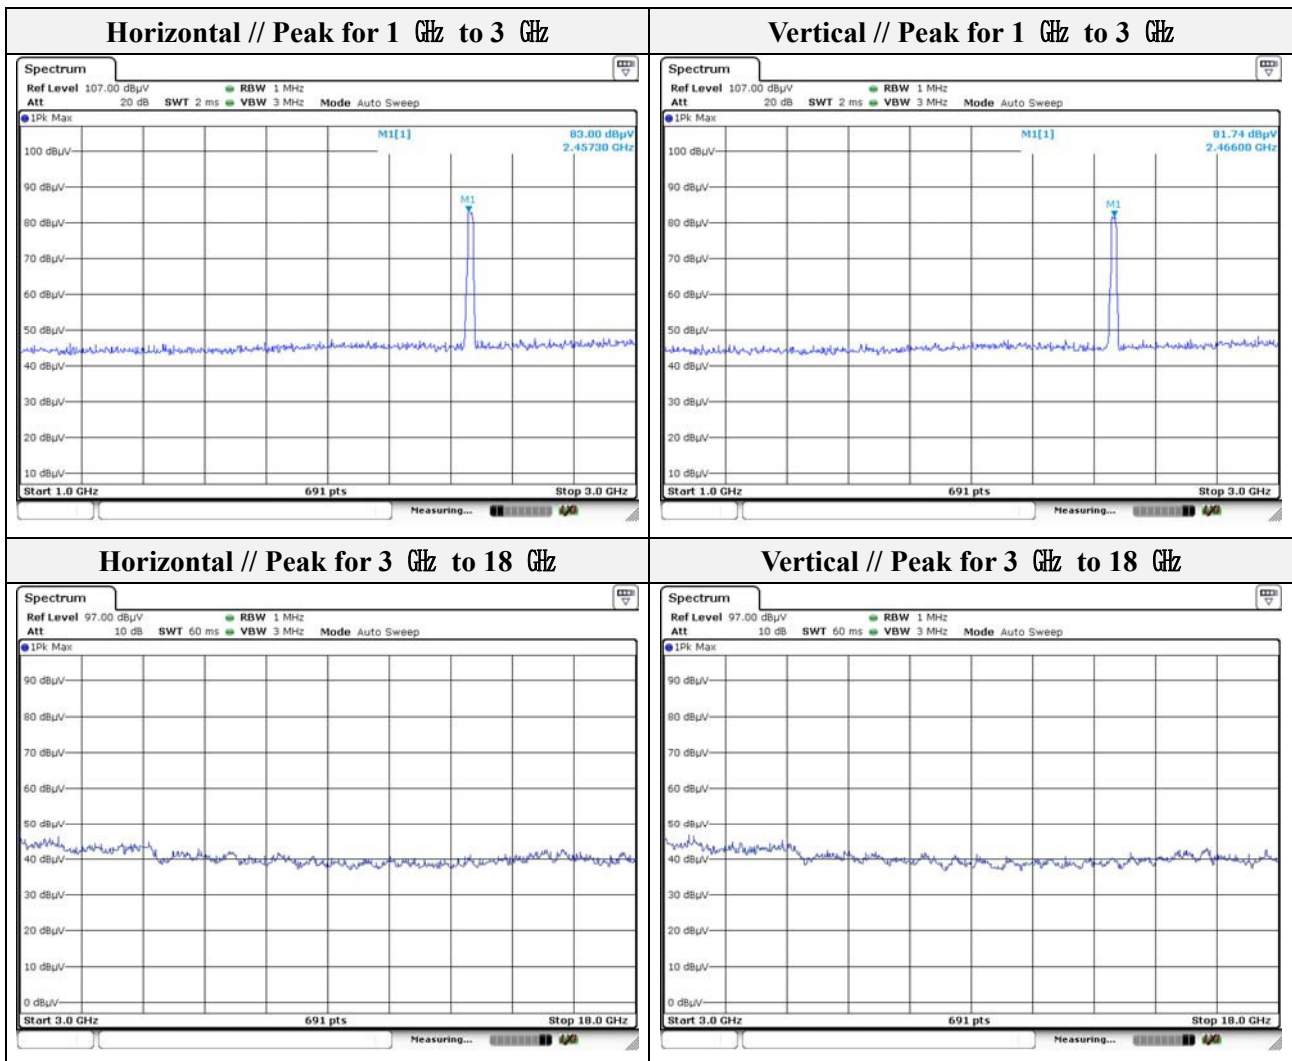 Horizontal // Peak for 1 ㎓ to 3 ㎓
Spectrum
Ref Level 107.00 dBµV RBW 1 MHz
Att 20 dB SWT 2 ms VBW 3 MHz Mode Auto Sweep
1Pk Max
M1[1] 83.00 dBµV
2.45730 GHz
100 dBµV
90 dBµV
M1
80 dBµV
70 dBµV
60 dBµV
50 dBµV
40 dBµV
30 dBµV
20 dBµV
10 dBµV
Start 1.0 GHz 691 pts Stop 3.0 GHz
Measuring...
Vertical // Peak for 1 ㎓ to 3 ㎓
Spectrum
Ref Level 107.00 dBµV RBW 1 MHz
Att 20 dB SWT 2 ms VBW 3 MHz Mode Auto Sweep
1Pk Max
M1[1] 81.74 dBµV
2.46600 GHz
100 dBµV
90 dBµV
M1
80 dBµV
70 dBµV
60 dBµV
50 dBµV
40 dBµV
30 dBµV
20 dBµV
10 dBµV
Start 1.0 GHz 691 pts Stop 3.0 GHz
Measuring...
Horizontal // Peak for 3 ㎓ to 18 ㎓
Spectrum
Ref Level 97.00 dBµV RBW 1 MHz
Att 10 dB SWT 60 ms VBW 3 MHz Mode Auto Sweep
1Pk Max
90 dBµV
80 dBµV
70 dBµV
60 dBµV
50 dBµV
40 dBµV
30 dBµV
20 dBµV
10 dBµV
0 dBµV
Start 3.0 GHz 691 pts Stop 18.0 GHz
Measuring...
Vertical // Peak for 3 ㎓ to 18 ㎓
Spectrum
Ref Level 97.00 dBµV RBW 1 MHz
Att 10 dB SWT 60 ms VBW 3 MHz Mode Auto Sweep
1Pk Max
90 dBµV
80 dBµV
70 dBµV
60 dBµV
50 dBµV
40 dBµV
30 dBµV
20 dBµV
10 dBµV
0 dBµV
Start 3.0 GHz 691 pts Stop 18.0 GHz
Measuring...